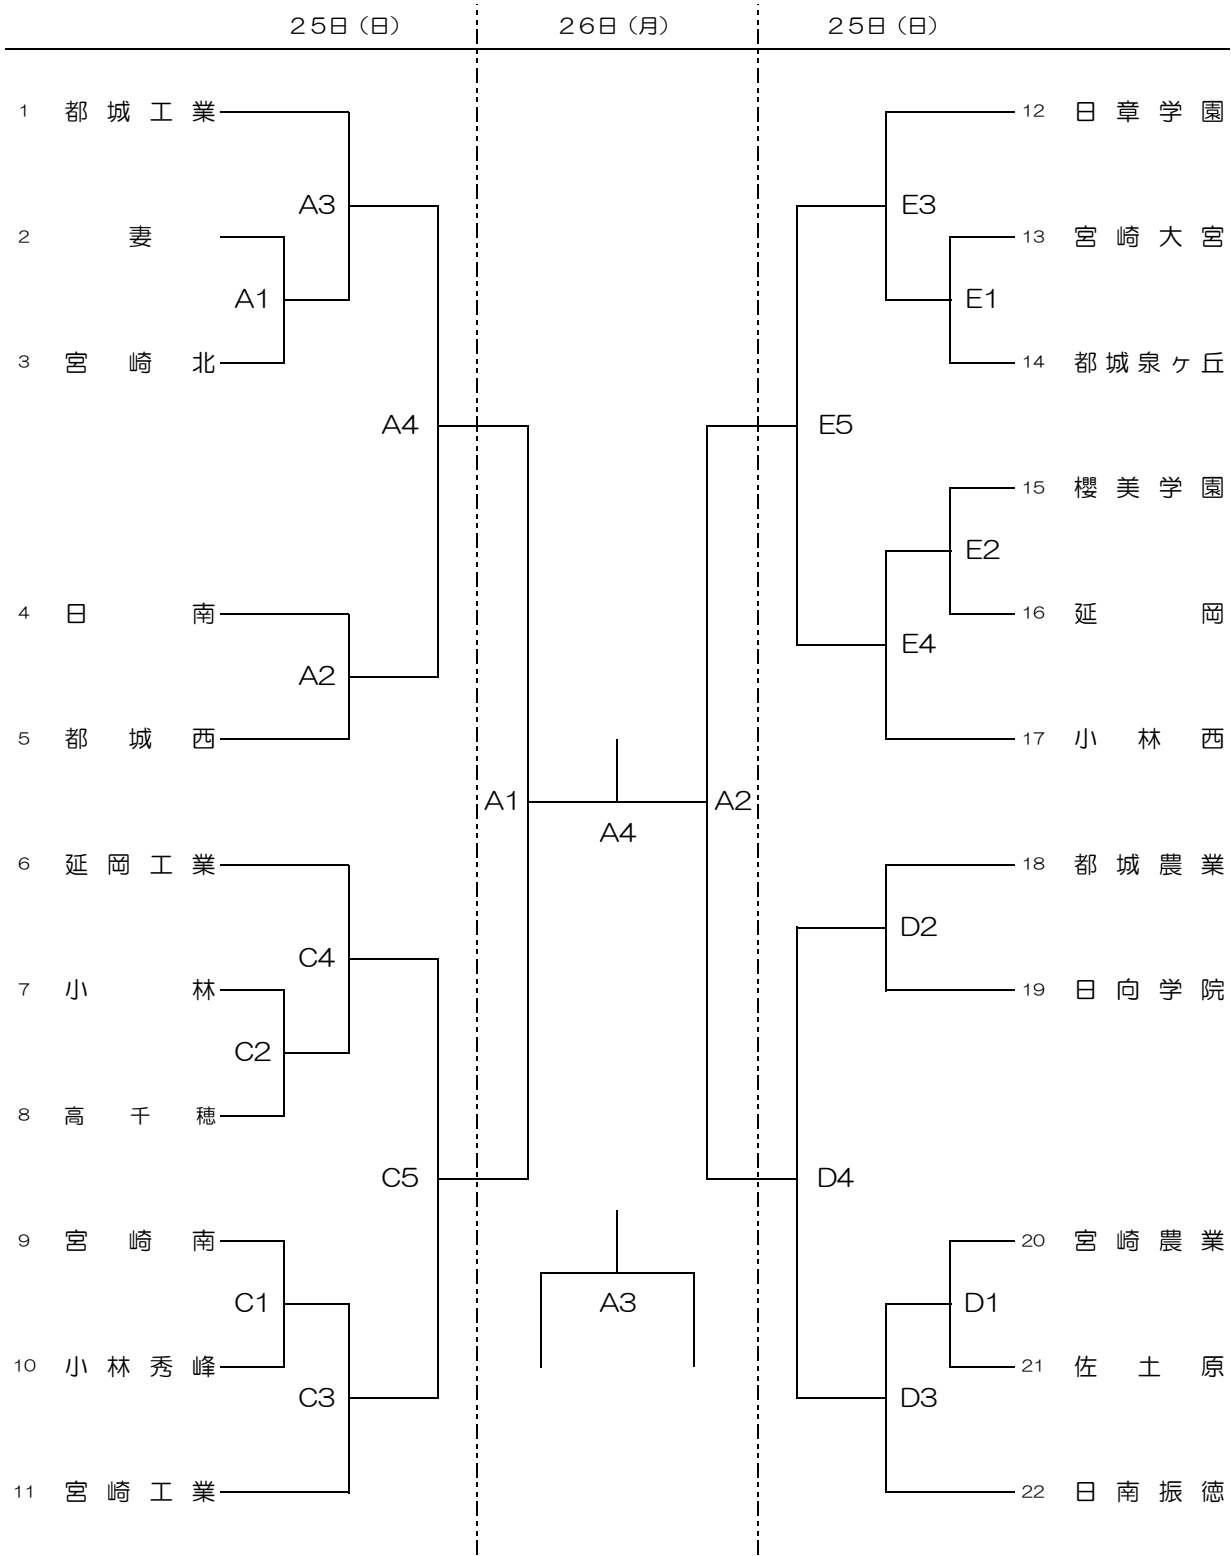 25日（日） 26日（月） 25日（日）
1 都城工業 12 日章学園
A3 E3
2 妻 13 宮崎大宮
A1 E1
3 宮崎北 14 都城泉ヶ丘
A4 E5
15 櫻美学園
E2
4 日南 16 延岡
E4
A2
5 都城西 17 小林西
A1 A2
A4
6 延岡工業 18 都城農業
D2
C4
7 小林 19 日向学院
C2
8 高千穂
C5 D4
9 宮崎南 20 宮崎農業
C1 A3 D1
10 小林秀峰 21 佐土原
C3 D3
11 宮崎工業 22 日南振徳